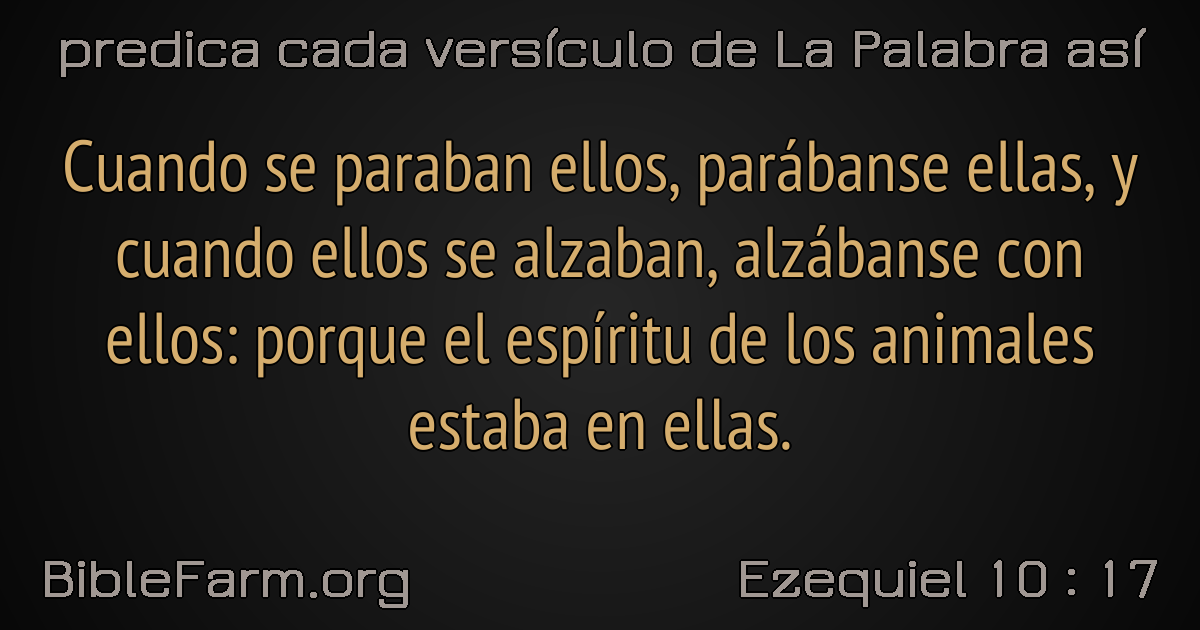 predica cada versículo de La Palabra así
Cuando se paraban ellos, parábanse ellas, y
cuando ellos se alzaban, alzábanse con
ellos: porque el espíritu de los animales
estaba en ellas.
BibleFarm.org
Ezequiel 10 : 17